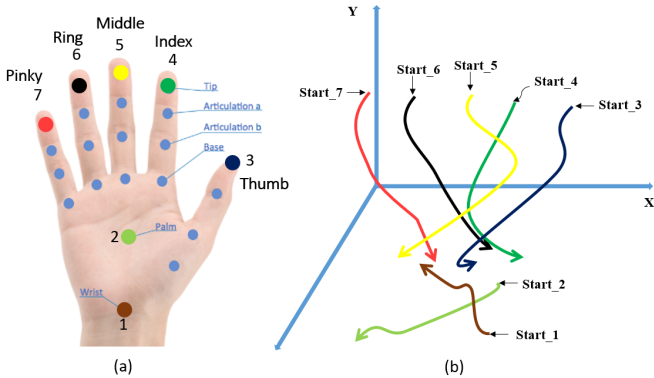 Middle
5
Ring
6
Index
4
Pinky
7
Tip
Articulation a
Articulation b
Base
3
Thumb
2
Palm
Wrist
1
(a)
Y
Start_7
Start_6
Start_5
Start_4
Start_3
X
Start_2
Start_1
(b)